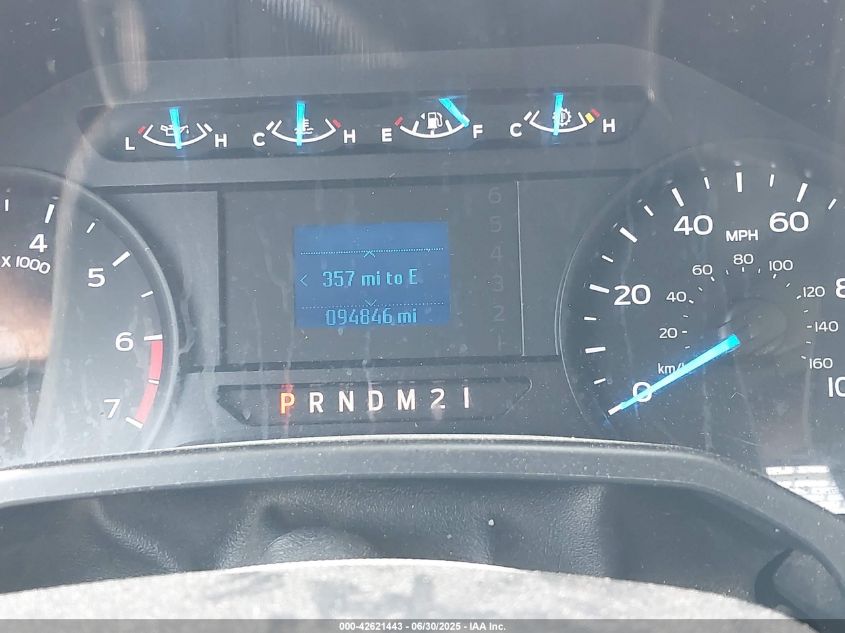 L H C H E F C H
6
5
4
3
2
1
4
X 1000
5
6
7
357 mi to E
094846 mi
P R N D M 2 1
0 20 40 60 8
MPH
10
20 40 60 80 100 120 140 160
km/
000-42621443 - 06/30/2025 - IAA Inc.